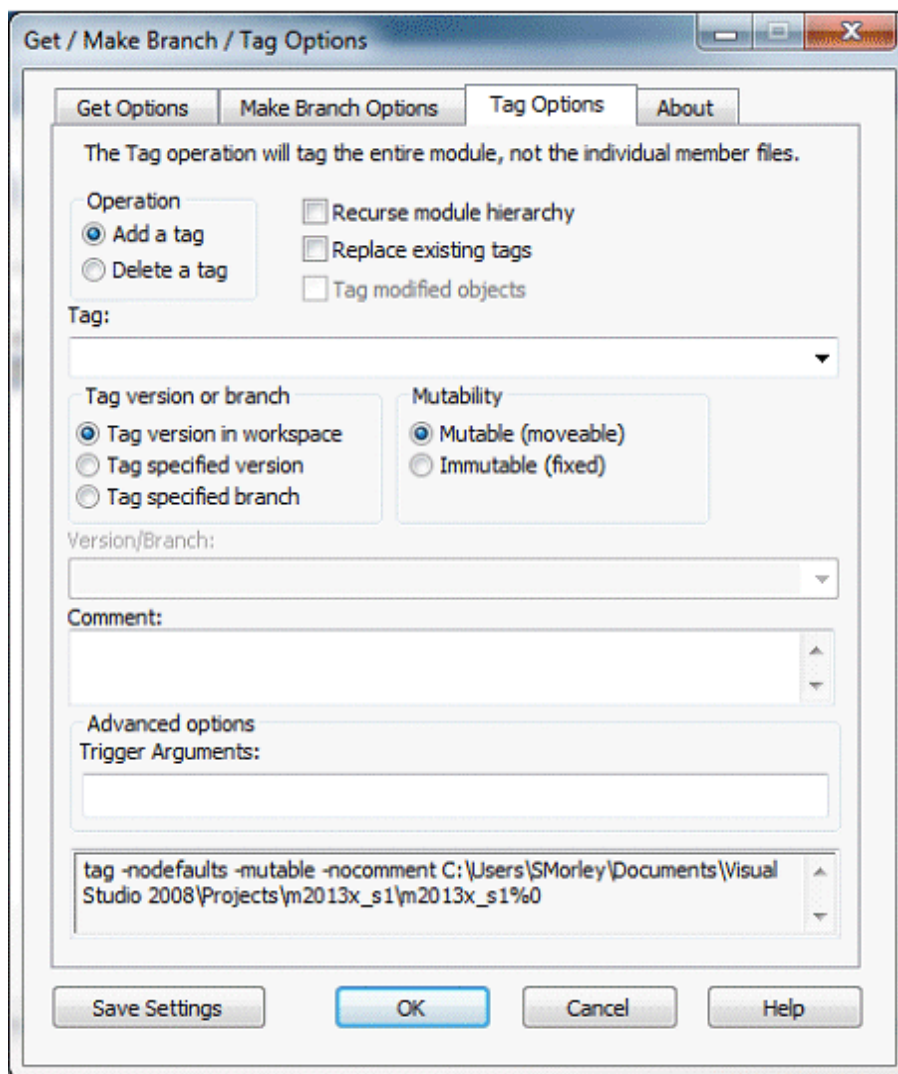 Get / Make Branch / Tag Options
Get Options
Make Branch Options
Tag Options
About
The Tag operation will tag the entire module, not the individual member files.
Operation
Add a tag
Delete a tag
Recurse module hierarchy
Replace existing tags
Tag modified objects
Tag:
Tag version or branch
Tag version in workspace
Tag specified version
Tag specified branch
Mutability
Mutable (moveable)
Immutable (fixed)
Version/Branch:
Comment:
Advanced options
Trigger Arguments:
tag -nodefaults -mutable -nocomment C:\Users\SMorley\Documents\Visual
Studio 2008\Projects\m2013x_s1\m2013x_s1%0
Save Settings
OK
Cancel
Help